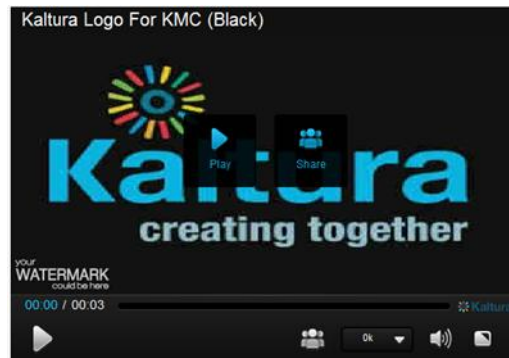 Kaltura Logo For KMC (Black)
Play
Share
Kaltura
creating together
your
WATERMARK
could be here
00:00 / 00:03
Kaltura
0k